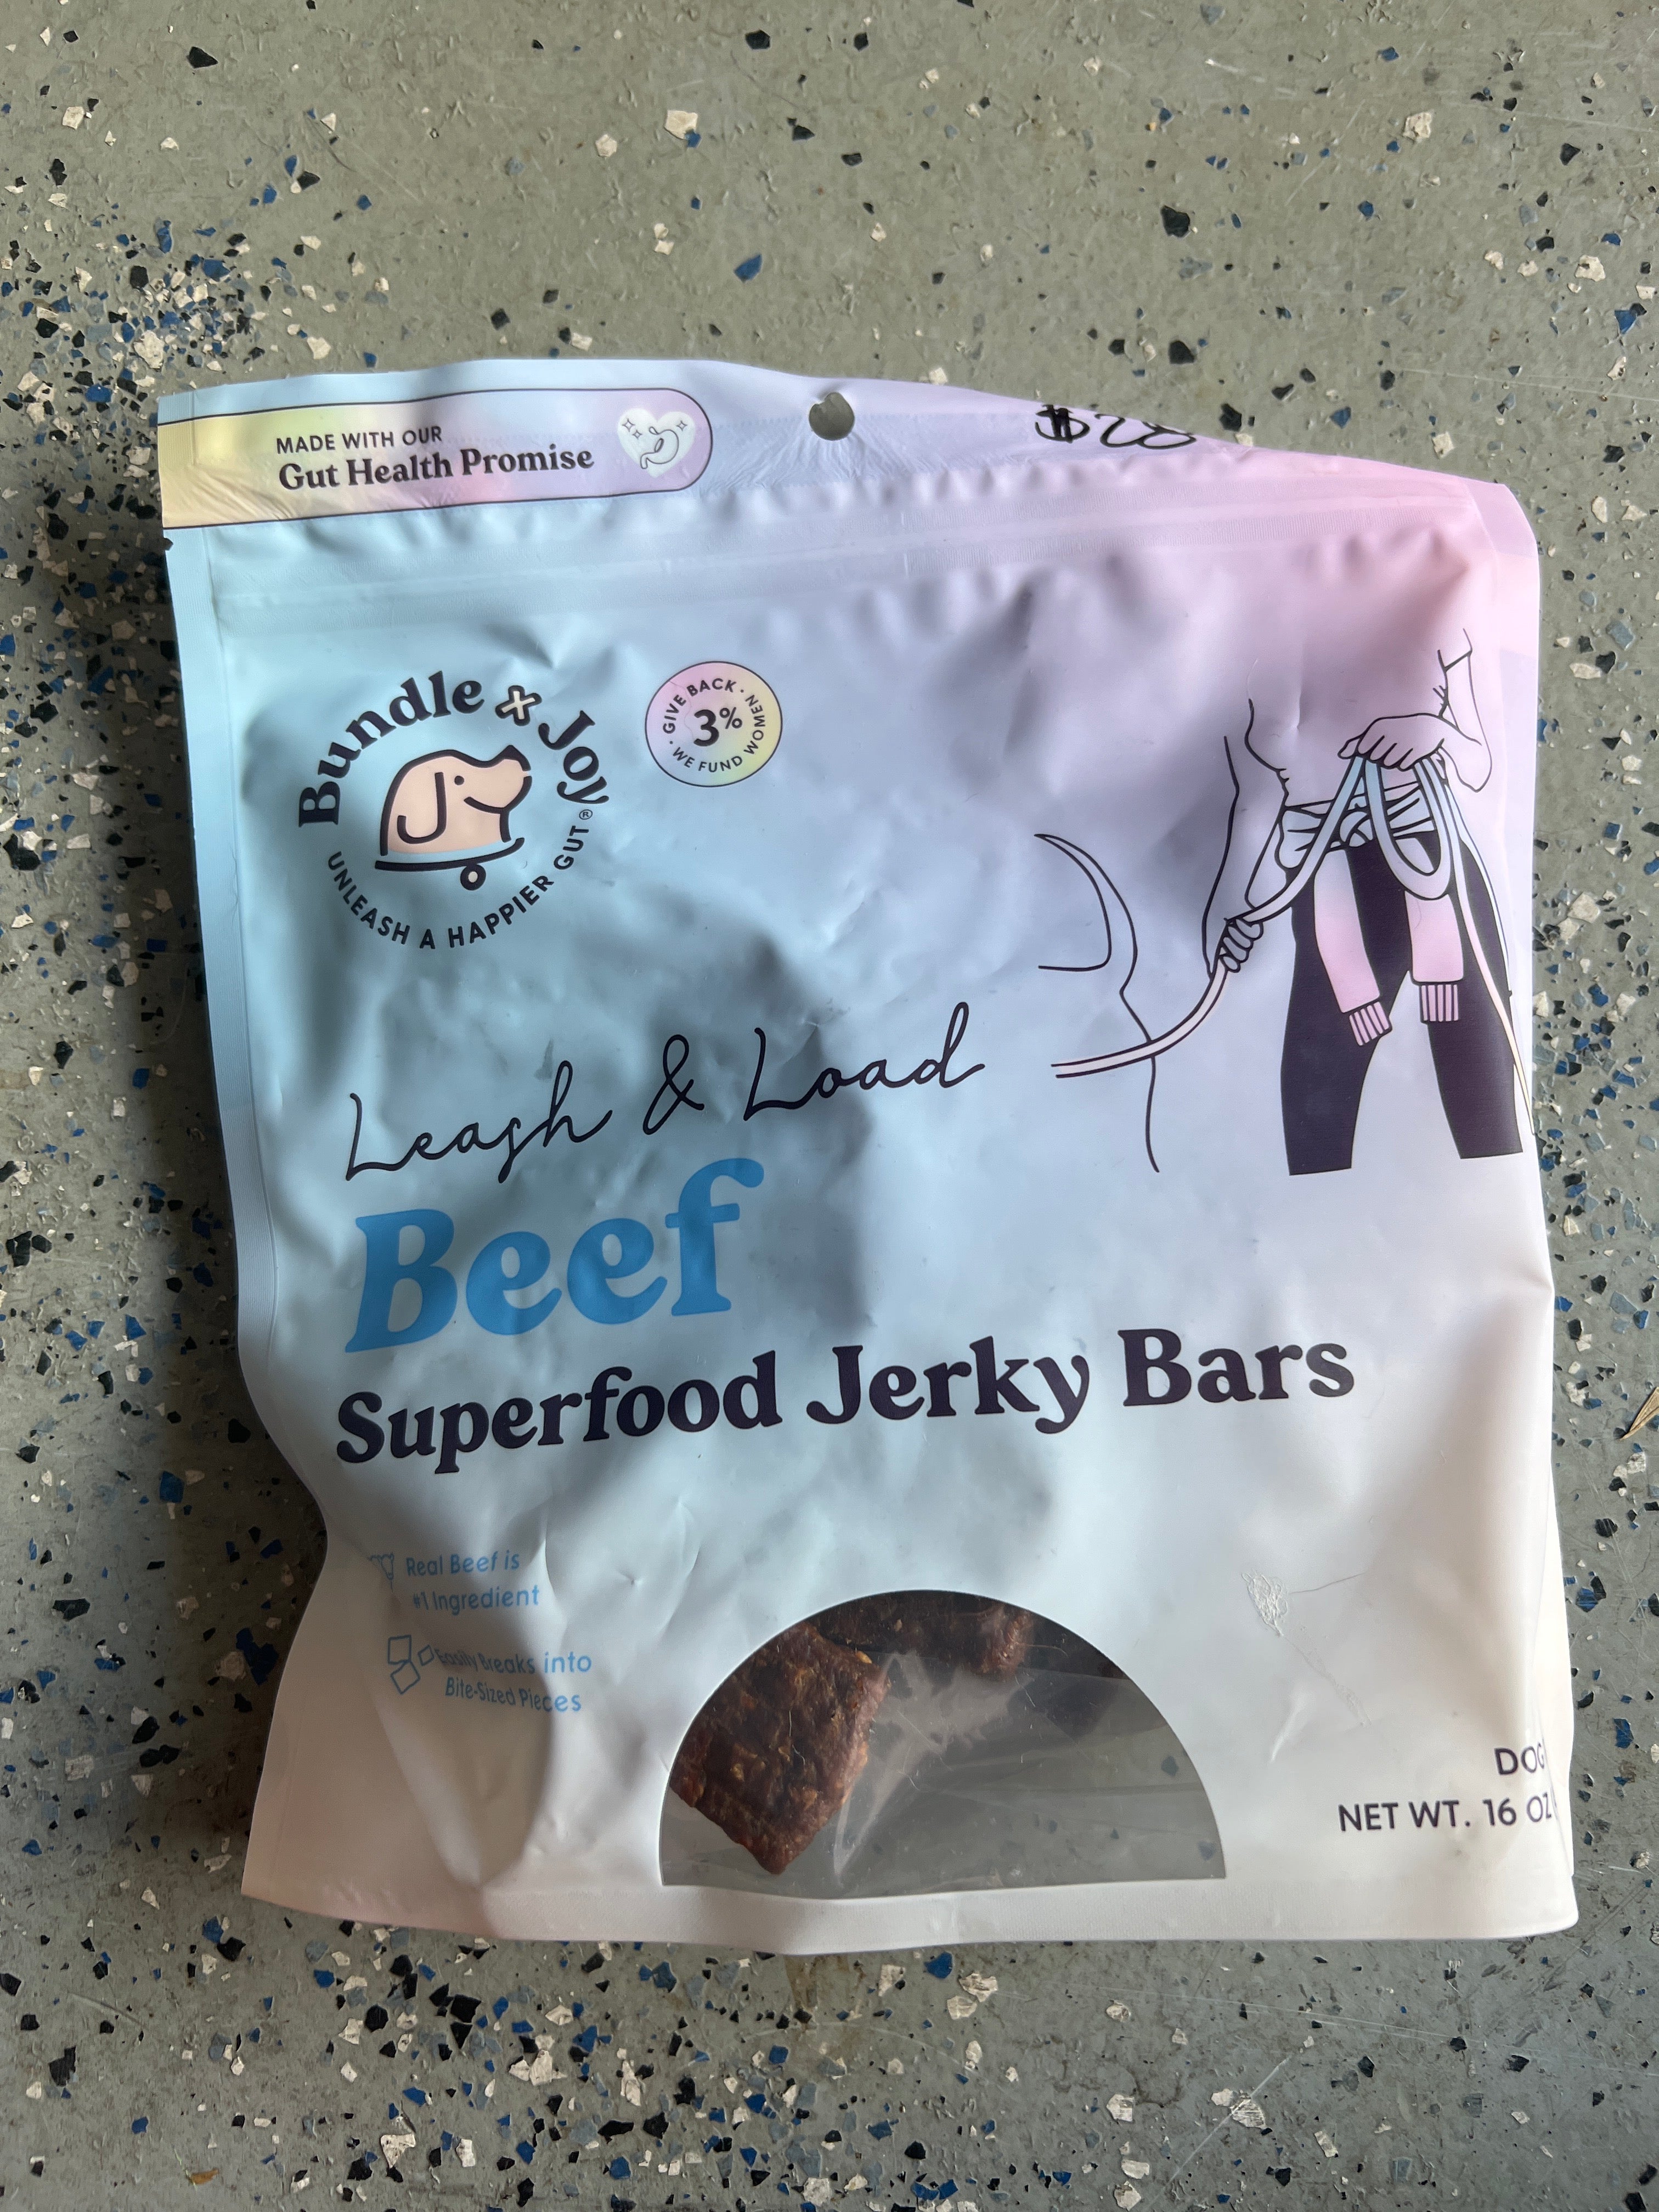 MADE WITH OUR
Gut Health Promise
$28
Bundle x Joy®
UNLEASH A HAPPIER GUT
GIVE BACK · WE FUND WOMEN ·
3%
Leash & Load
Beef
Superfood Jerky Bars
Real Beef is
#1 Ingredient
Easily Breaks into
Bite-Sized Pieces
NET WT. 16 OZ